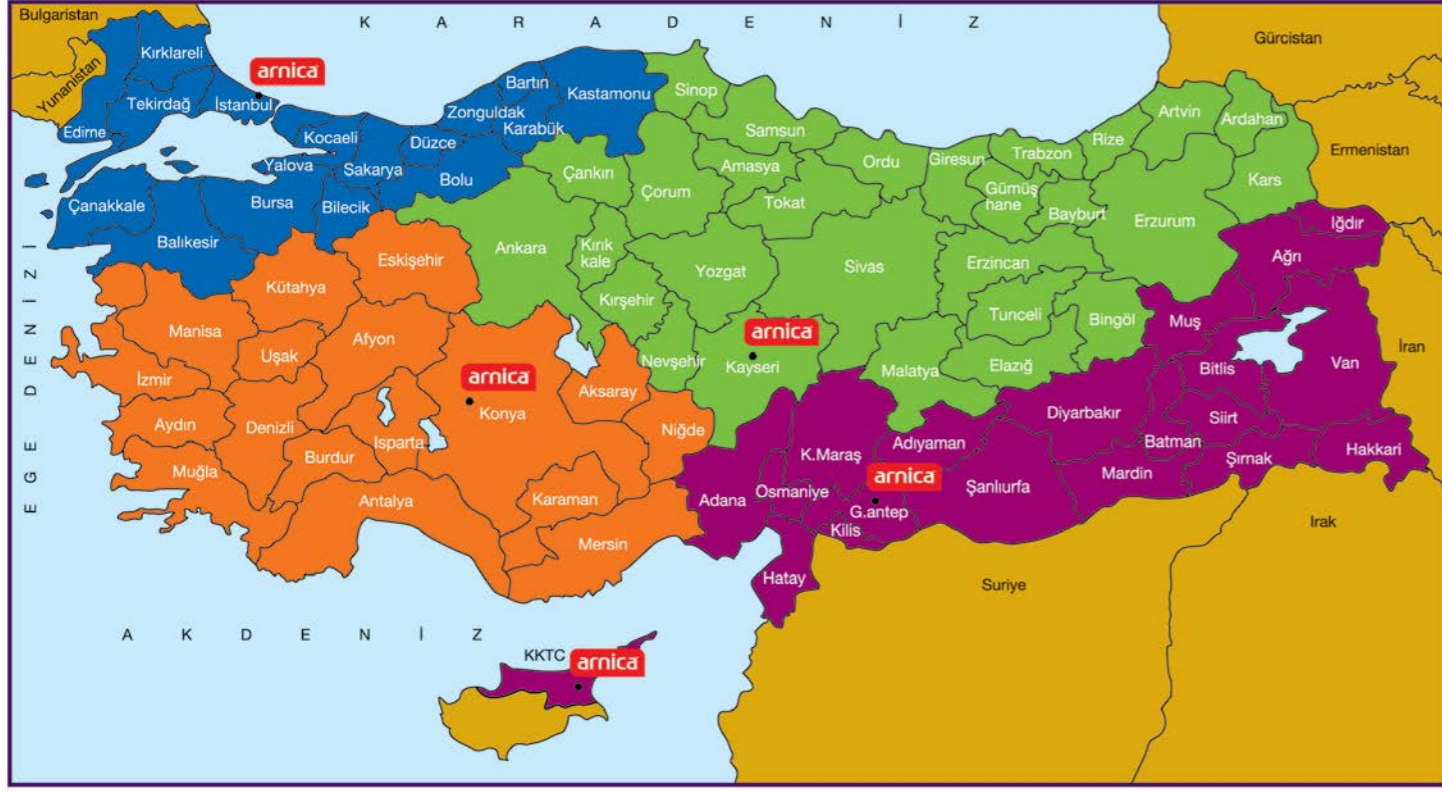 Bulgaristan
K A R A D E N İ Z
Gürcistan
Kırklareli
arnica
Yunanistan
Tekirdağ
İstanbul
Edirne
Bartın
Zonguldak
Kastamonu
Karabük
Sinop
Samsun
Artvin
Ardahan
Rize
Ermenistan
Kocaeli
Düzce
Yalova
Sakarya
Bolu
Çankırı
Çorum
Amasya
Ordu
Giresun
Trabzon
Gümüş
hane
Kars
Çanakkale
Bursa
Bilecik
Tokat
Bayburt
Erzurum
Iğdır
Balıkesir
Ankara
Kırık
kale
Yozgat
Sivas
Erzincan
Ağrı
Eskişehir
Kütahya
Kırşehir
Tunceli
Bingöl
Muş
Manisa
Uşak
Afyon
Nevşehir
arnica
Kayseri
Malatya
Elazığ
Bitlis
Van
İran
İzmir
arnica
Konya
Aksaray
Aydın
Denizli
Isparta
Niğde
Diyarbakır
Siirt
Batman
Muğla
Burdur
K.Maraş
Adıyaman
Mardin
Şırnak
Hakkari
Antalya
Karaman
Adana
Osmaniye
arnica
G.antep
Kilis
Şanlıurfa
Mersin
Hatay
Irak
Suriye
E G E D E N İ Z İ
A K D E N İ Z
KKTC
arnica